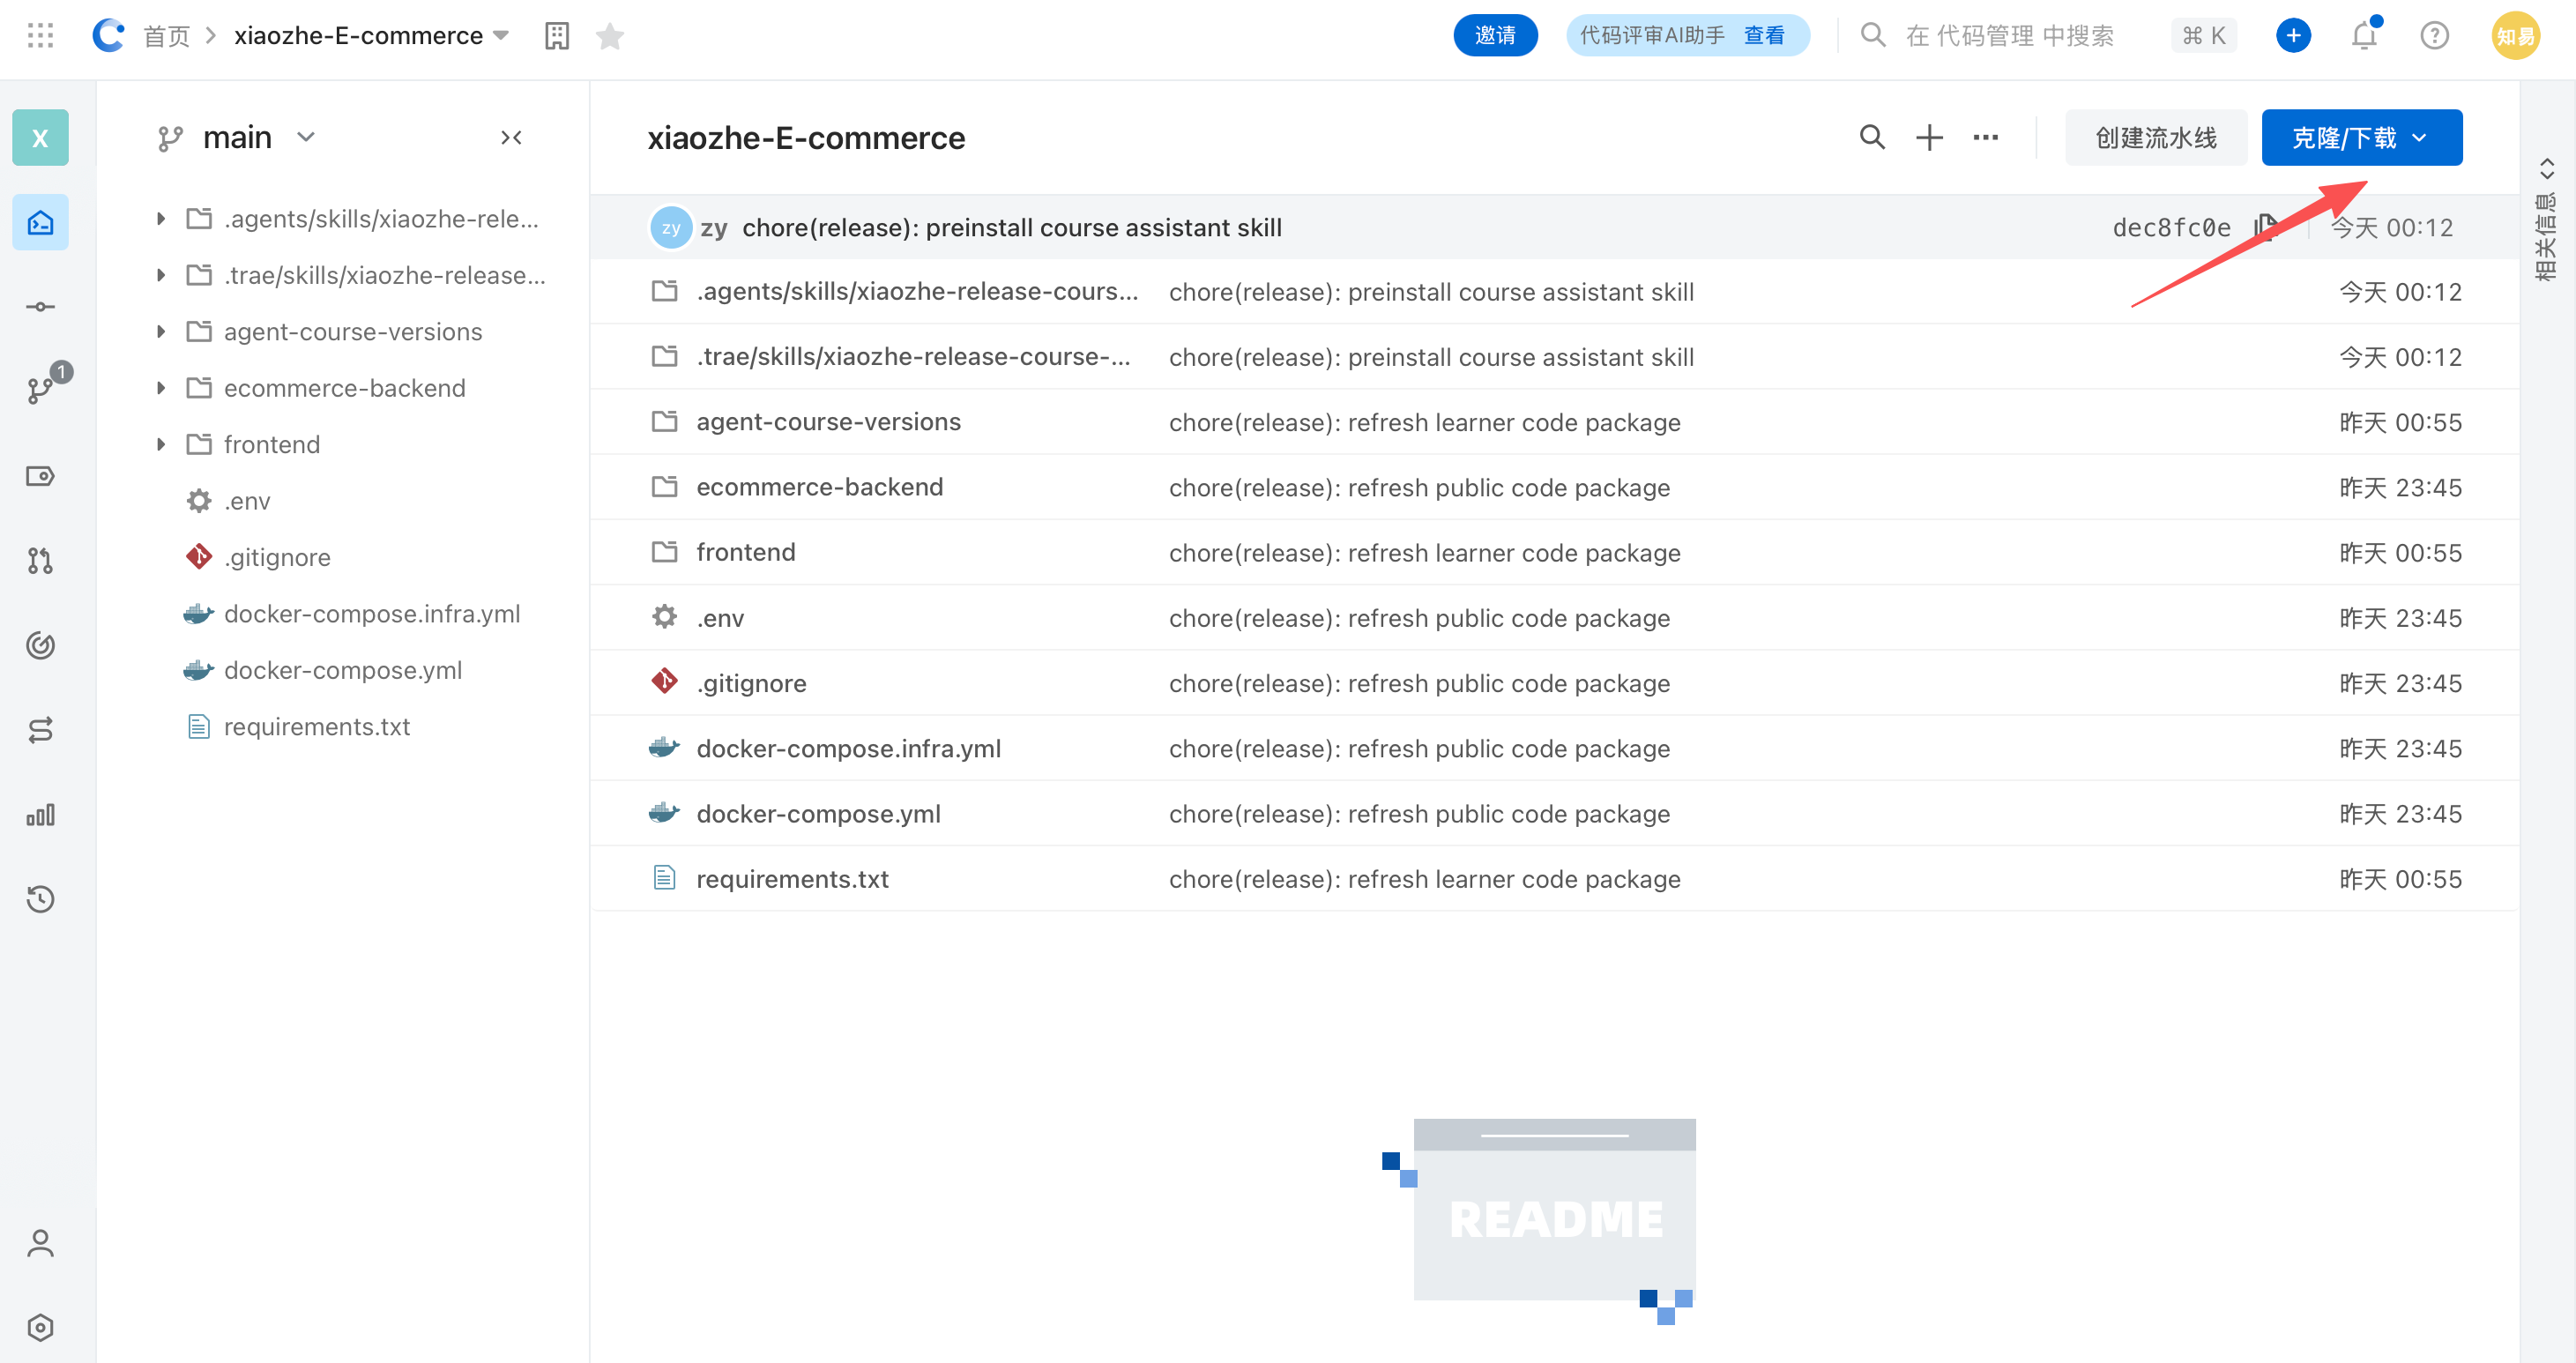 首页 xiaozhe-E-commerce 邀请 代码评审AI助手 查看 在 代码管理 中搜索 ⌘ K 知易
X
1
main
.agents/skills/xiaozhe-rele...
.trae/skills/xiaozhe-release...
agent-course-versions
ecommerce-backend
frontend
.env
.gitignore
docker-compose.infra.yml
docker-compose.yml
requirements.txt
xiaozhe-E-commerce 创建流水线 克隆/下载
zy zy chore(release): preinstall course assistant skill dec8fc0e 今天 00:12
.agents/skills/xiaozhe-release-cours... chore(release): preinstall course assistant skill 今天 00:12
.trae/skills/xiaozhe-release-course-... chore(release): preinstall course assistant skill 今天 00:12
agent-course-versions chore(release): refresh learner code package 昨天 00:55
ecommerce-backend chore(release): refresh public code package 昨天 23:45
frontend chore(release): refresh learner code package 昨天 00:55
.env chore(release): refresh public code package 昨天 23:45
.gitignore chore(release): refresh public code package 昨天 23:45
docker-compose.infra.yml chore(release): refresh public code package 昨天 23:45
docker-compose.yml chore(release): refresh public code package 昨天 23:45
requirements.txt chore(release): refresh learner code package 昨天 00:55
README
相关信息